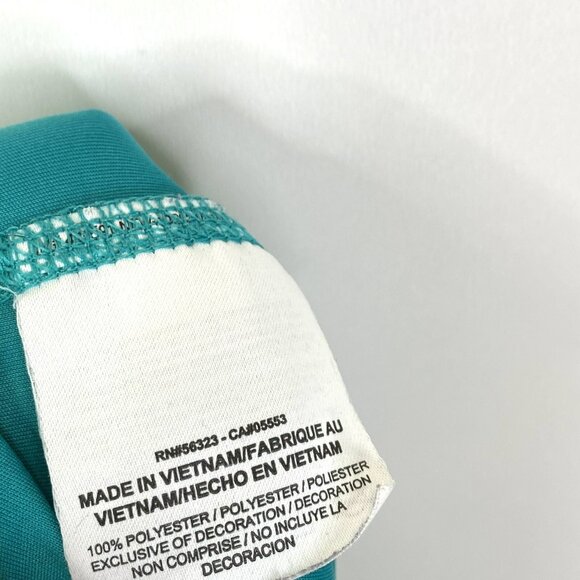 RN#56323 - CA#05553
MADE IN VIETNAM/FABRIQUE AU
VIETNAM/HECHO EN VIETNAM
100% POLYESTER / POLYESTER / POLIESTER
EXCLUSIVE OF DECORATION / DECORATION
NON COMPRISE / NO INCLUYE LA
DECORACION